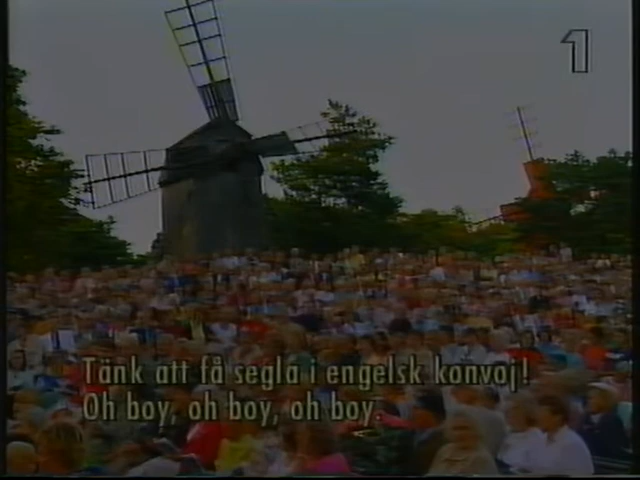 1
Tänk att få segla i engelsk konvoj!
Oh boy, oh boy, oh boy.